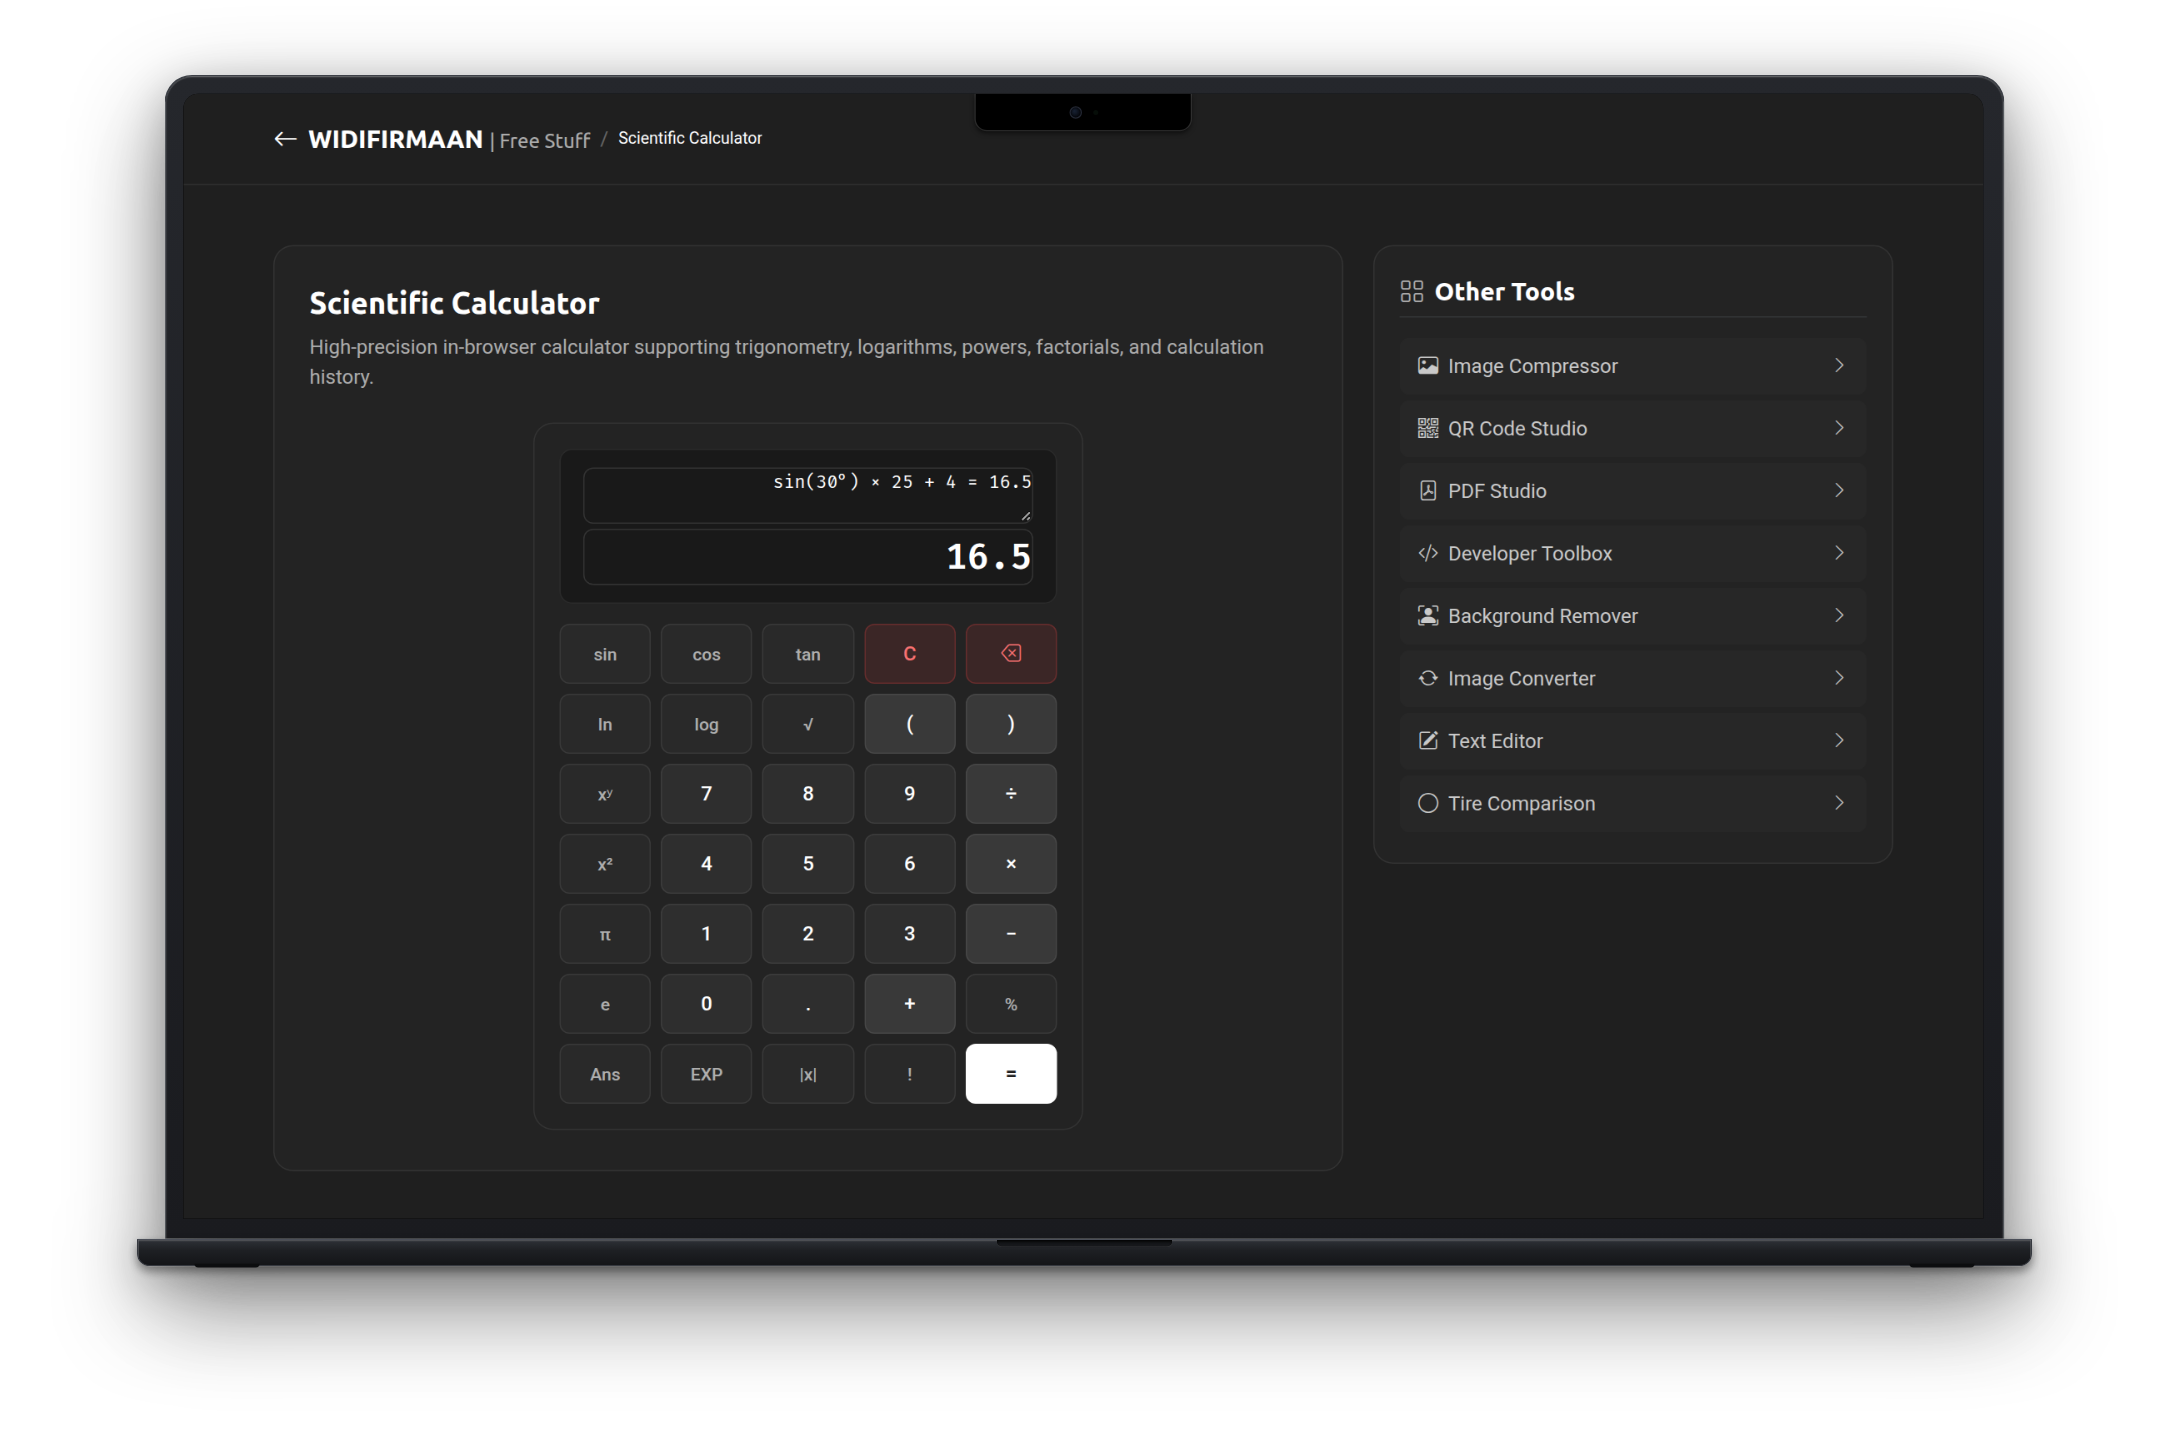 ← WIDIFIRMAAN | Free Stuff / Scientific Calculator
Scientific Calculator
High-precision in-browser calculator supporting trigonometry, logarithms, powers, factorials, and calculation
history.
sin(30°) × 25 + 4 = 16.5
16.5
sin cos tan C
ln log √ ( )
xʸ 7 8 9 ÷
x² 4 5 6 ×
π 1 2 3 −
e 0 . + %
Ans EXP |x| ! =
Other Tools
Image Compressor
QR Code Studio
PDF Studio
Developer Toolbox
Background Remover
Image Converter
Text Editor
Tire Comparison